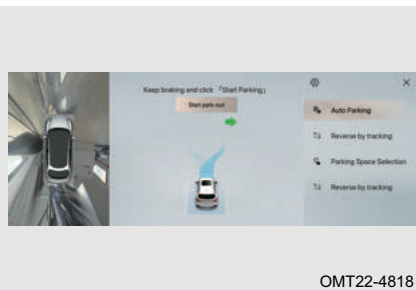 Keep braking and click 「Start Parking」
Start park-out
Auto Parking
Reverse by tracking
Parking Space Selection
Reverse by tracking
OMT22-4818